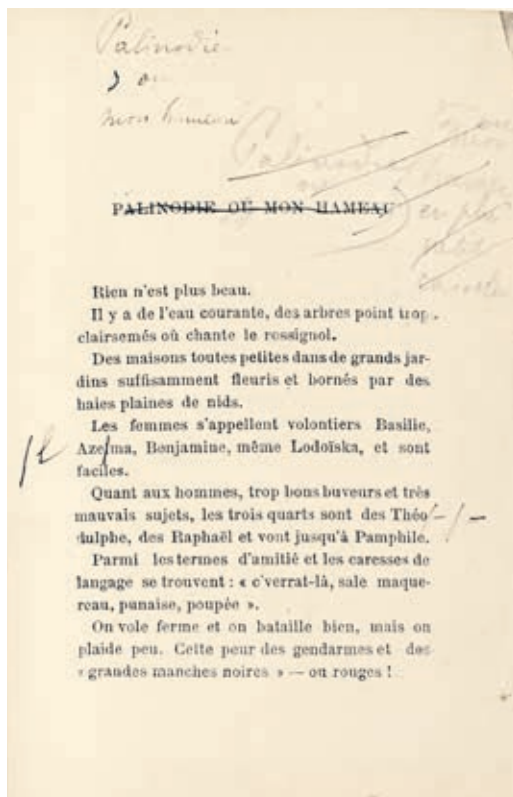 Palinodie
ou
mon hameau
Palinodie
PALINODIE OU MON HAMEAU
en plus
Rien n'est plus beau.
Il y a de l'eau courante, des arbres point trop
clairsemés où chante le rossignol.
Des maisons toutes petites dans de grands jar-
dins suffisamment fleuris et bornés par des
haies plaines de nids.
Les femmes s'appellent volontiers Basilie,
Azelma, Benjamine, même Lodoïska, et sont
faciles.
Quant aux hommes, trop bons buveurs et très
mauvais sujets, les trois quarts sont des Théo
dulphe, des Raphaël et vont jusqu'à Pamphile.
Parmi les termes d'amitié et les caresses de
langage se trouvent : « c'verrat-là, sale maque-
reau, punaise, poupée ».
On vole ferme et on bataille bien, mais on
plaide peu. Cette peur des gendarmes et des
« grandes manches noires » — ou rouges !